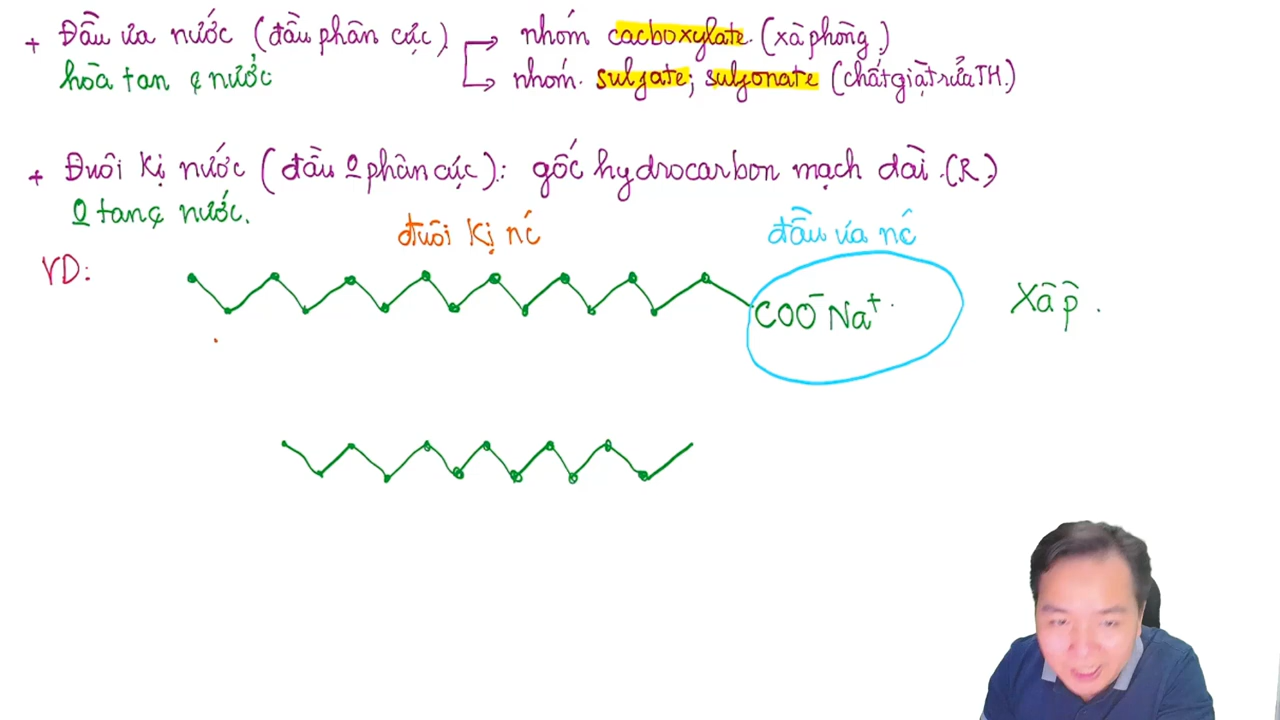 + Đầu ưa nước (đầu phân cực) → nhóm cacboxylate (xà phòng)
hòa tan nước → nhóm sulfate; sulfonate (chất giặt rửa TH)
+ Đuôi kị nước (đầu phân cực): gốc hydrocarbon mạch dài (R)
tan nước.
đuôi kị nc đầu ưa nc
VD:
COO⁻Na⁺ Xà p.